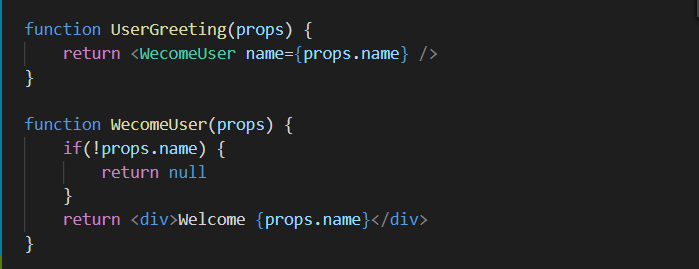 function UserGreeting(props) {
    return <WecomeUser name={props.name} />
}

function WecomeUser(props) {
    if(!props.name) {
        return null
    }
    return <div>Welcome {props.name}</div>
}